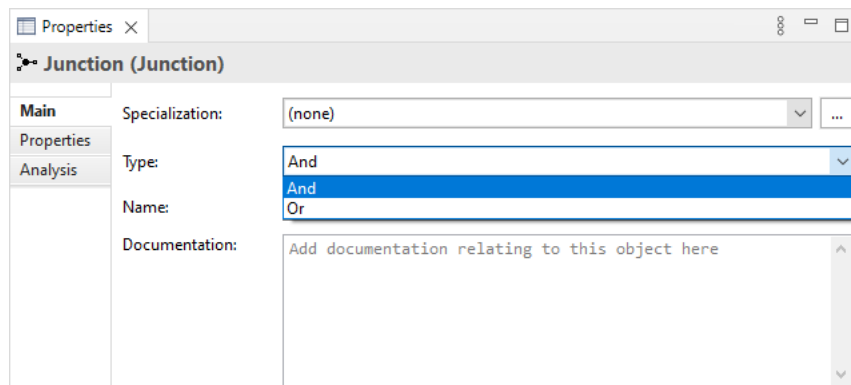 Properties
Junction (Junction)
Main
Properties
Analysis
Specialization:
(none)
...
Type:
And
And
Or
Name:
Documentation:
Add documentation relating to this object here